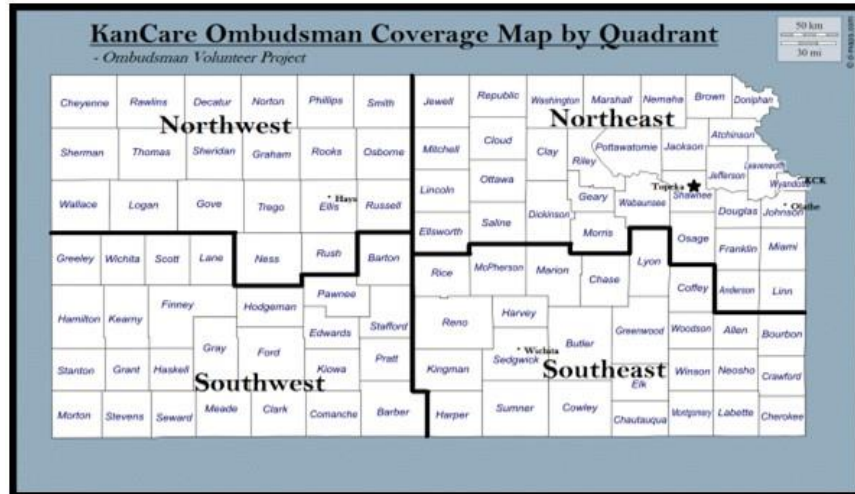 KanCare Ombudsman Coverage Map by Quadrant
- Ombudsman Volunteer Project
50 km
30 mi
© d-maps.com
Cheyenne Rawlins Decatur Norton Phillips Smith Jewell Republic Washington Marshall Nemaha Brown Doniphan
Northwest Northeast
Sherman Thomas Sheridan Graham Rooks Osborne Mitchell Cloud Clay Riley Pottawatomie Jackson Atchinson
Jefferson Leavenworth
Wallace Logan Gove Trego Ellis Hays Russell Lincoln Ottawa Geary Wabaunsee Topeka Shawnee Wyandotte KCK
Ellsworth Saline Dickinson Morris Osage Douglas Johnson Olathe
Franklin Miami
Greeley Wichita Scott Lane Ness Rush Barton Rice McPherson Marion Chase Lyon Coffey Anderson Linn
Hamilton Kearny Finney Hodgeman Pawnee Stafford Reno Harvey
Gray Ford Edwards Butler Greenwood Woodson Allen Bourbon
Stanton Grant Haskell Kiowa Pratt Kingman Sedgwick Wichita Elk Winson Neosho Crawford
Southwest Southeast
Morton Stevens Seward Meade Clark Comanche Barber Harper Sumner Cowley Chautauqua Montgmey Labette Cherokee